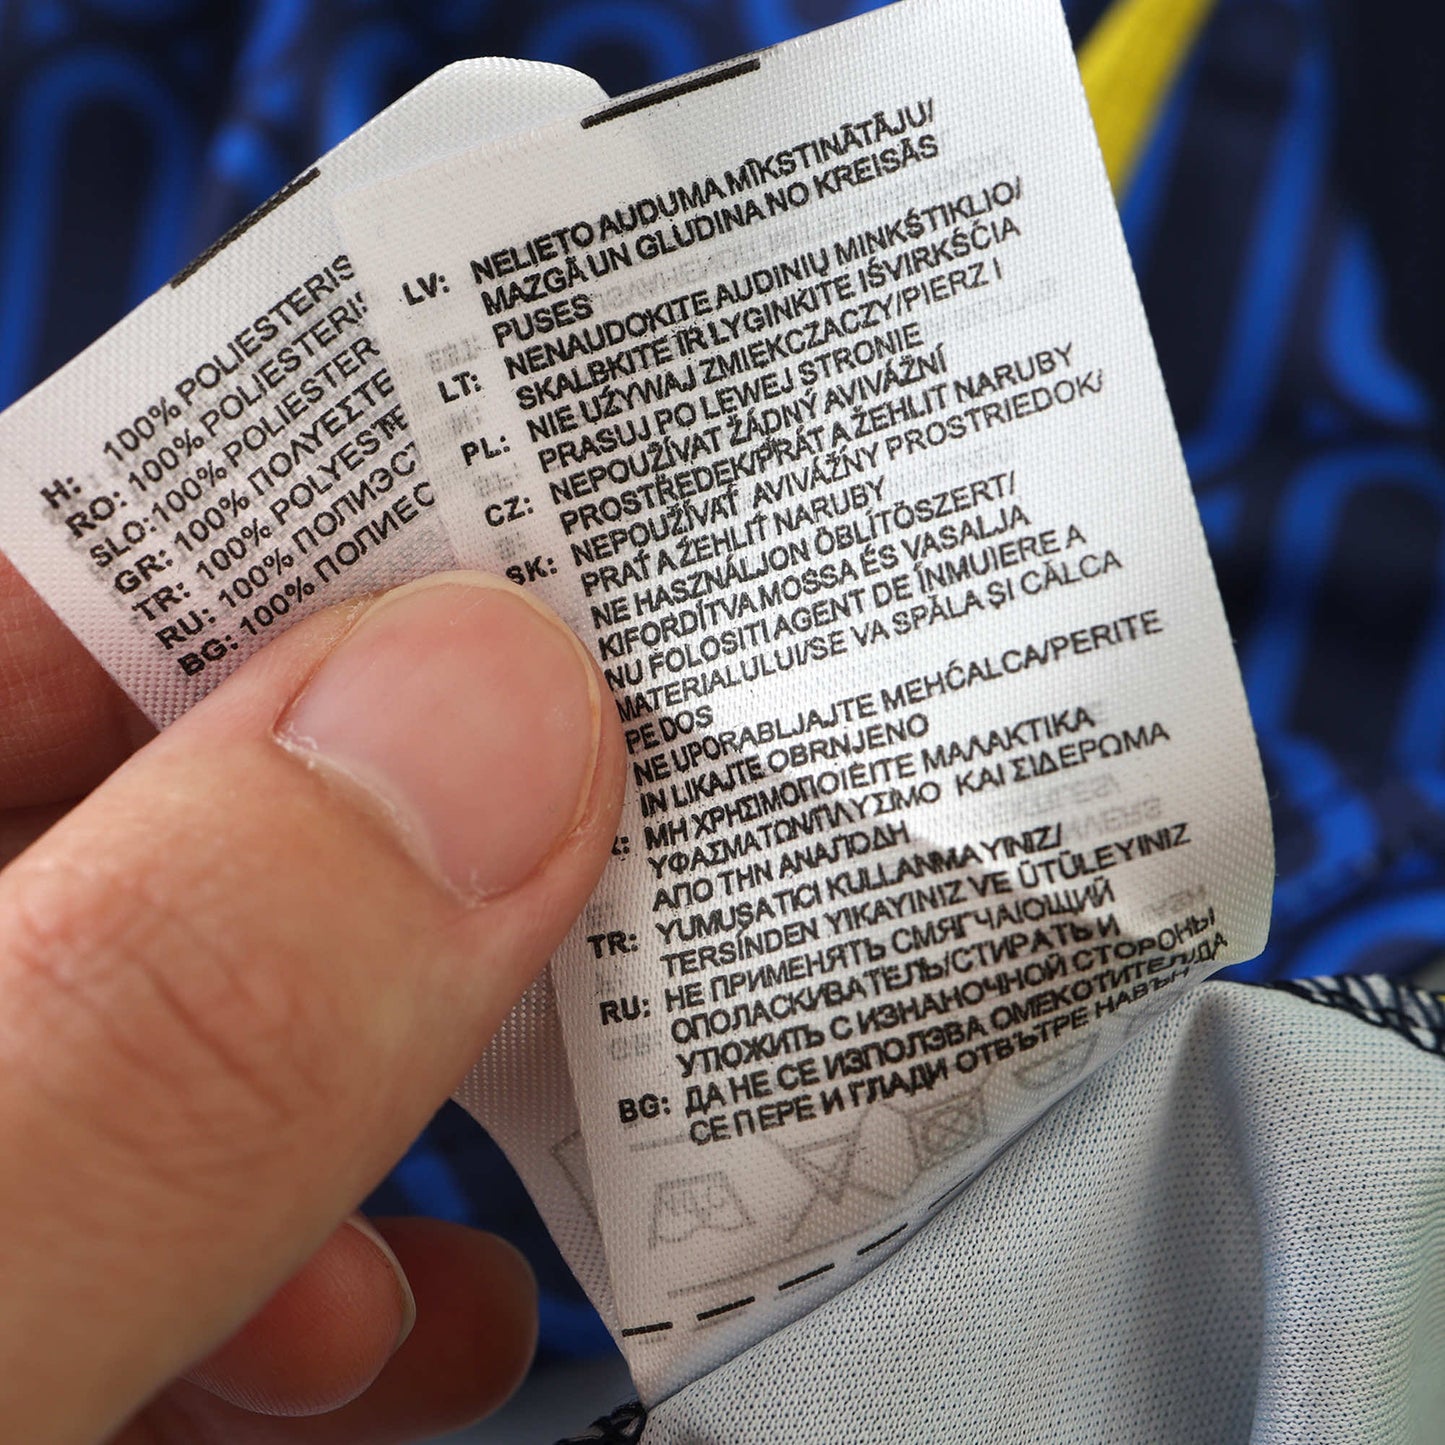 H: 100% POLIESTERIS
RO: 100% POLIESTERI
SLO:100% POLIESTER
GR: 100% ΠΟΛΥΕΣΤΕ
TR: 100% POLYESTE
RU: 100% ПОЛИЭС
BG: 100% ПОЛИЕС
LV: NELIETO AUDUMA MĪKSTINĀTĀJU/
MAZGĀ UN GLUDINA NO KREISĀS
PUSES
LT: NENAUDOKITE AUDINIŲ MINKŠTIKLIO/
SKALBKITE IR LYGINKITE IŠVIRKŠČIA
PL: NIE UŻYWAJ ZMIĘKCZACZY/PIERZ I
PRASUJ PO LEWEJ STRONIE
CZ: NEPOUŽÍVAT ŽÁDNÝ AVIVÁŽNÍ
PROSTŘEDEK/PRÁT A ŽEHLIT NARUBY
SK: NEPOUŽÍVAŤ AVIVÁŽNY PROSTRIEDOK/
PRAŤ A ŽEHLIŤ NARUBY
NE HASZNÁLJON ÖBLÍTŐSZERT/
KIFORDÍTVA MOSSA ÉS VASALJA
NU FOLOSITI AGENT DE ÎNMUIERE A
MATERIALULUI/SE VA SPĂLA ȘI CĂLCA
PE DOS
NE UPORABLJAJTE MEHČALCA/PERITE
IN LIKAJTE OBRNJENO
ΜΗ ΧΡΗΣΙΜΟΠΟΙΕΙΤΕ ΜΑΛΑΚΤΙΚΑ
ΥΦΑΣΜΑΤΩΝ/ΠΛΥΣΙΜΟ ΚΑΙ ΣΙΔΕΡΩΜΑ
ΑΠΟ ΤΗΝ ΑΝΑΠΟΔΗ
TR: YUMUŞATICI KULLANMAYINIZ/
TERSİNDEN YIKAYINIZ VE ÜTÜLEYINIZ
RU: НЕ ПРИМЕНЯТЬ СМЯГЧАЮЩИЙ
ОПОЛАСКИВАТЕЛЬ/СТИРАТЬ И
УТЮЖИТЬ С ИЗНАНОЧНОЙ СТОРОНЫ
BG: ДА НЕ СЕ ИЗПОЛЗВА ОМЕКОТИТЕЛ/ДА
СЕ ПЕРЕ И ГЛАДИ ОТВЪТРЕ НАВЪН